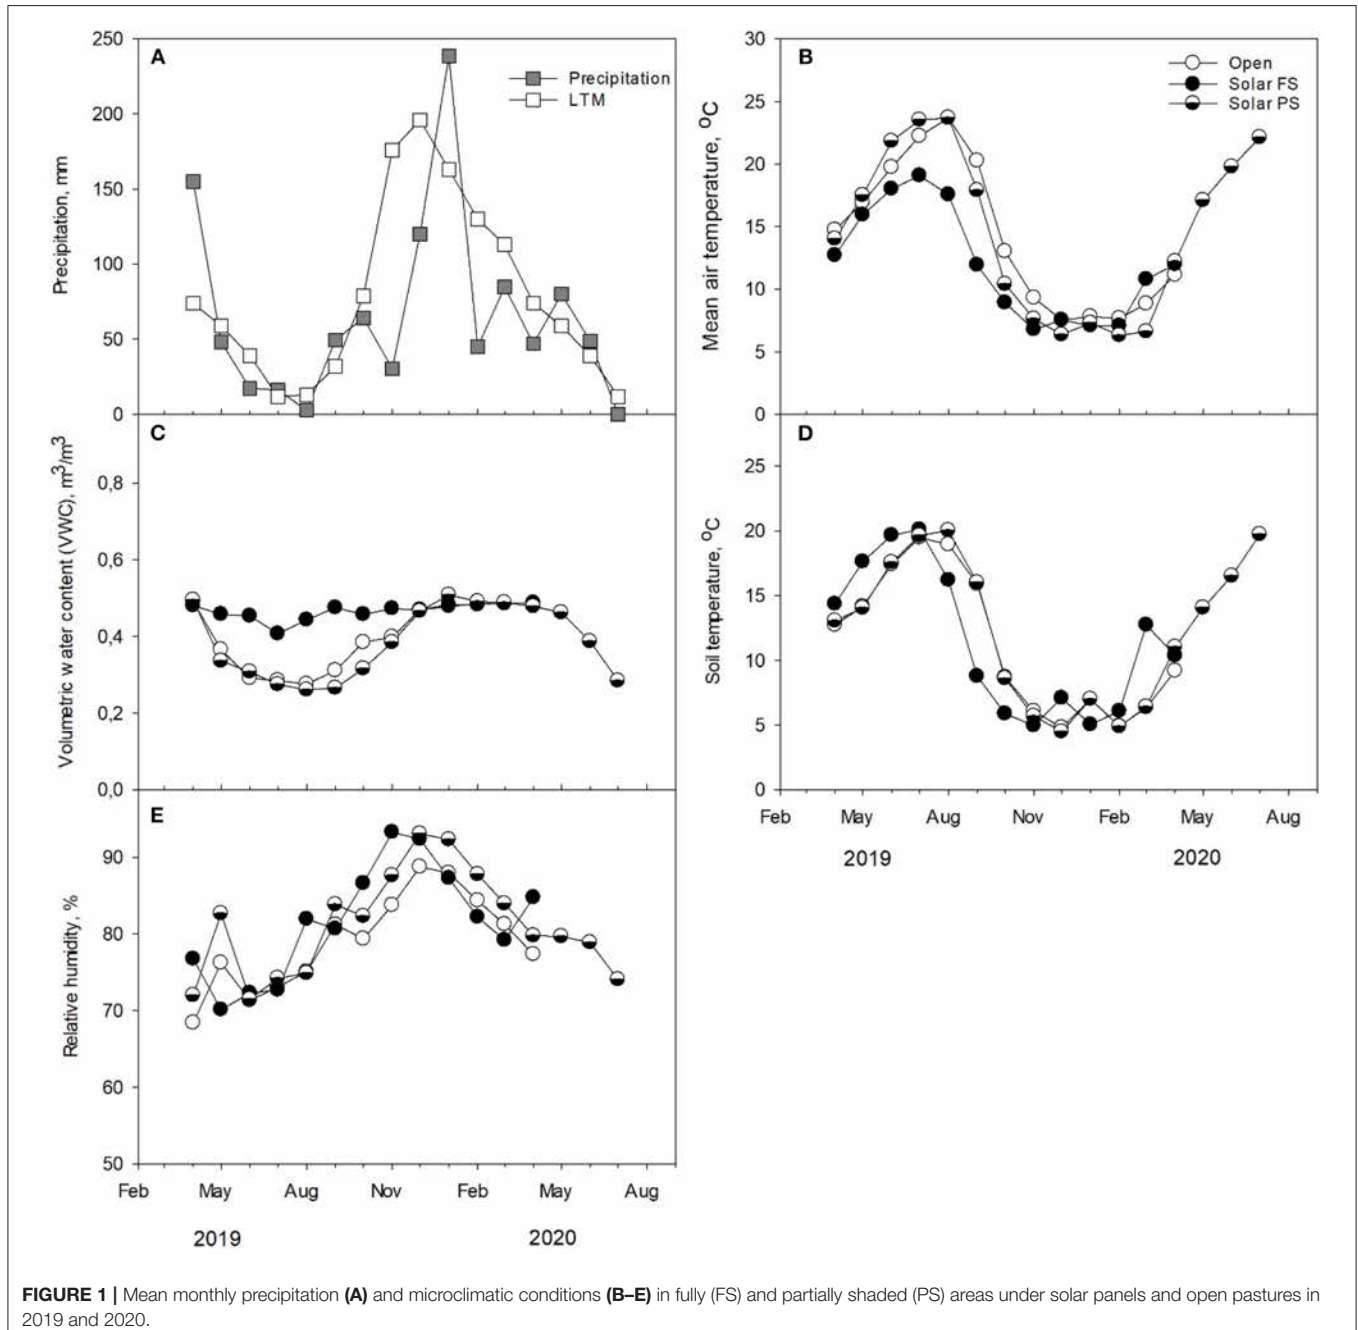 A
Precipitation
LTM
Precipitation, mm
250
200
150
100
50
0
B
Open
Solar FS
Solar PS
Mean air temperature, ºC
30
25
20
15
10
5
0
C
Volumetric water content (VWC), m³/m³
0,8
0,6
0,4
0,2
0,0
D
Soil temperature, ºC
25
20
15
10
5
0
Feb May Aug Nov Feb May Aug
2019 2020
E
Relative humidity, %
90
80
70
60
50
Feb May Aug Nov Feb May Aug
2019 2020
FIGURE 1 | Mean monthly precipitation (A) and microclimatic conditions (B–E) in fully (FS) and partially shaded (PS) areas under solar panels and open pastures in
2019 and 2020.